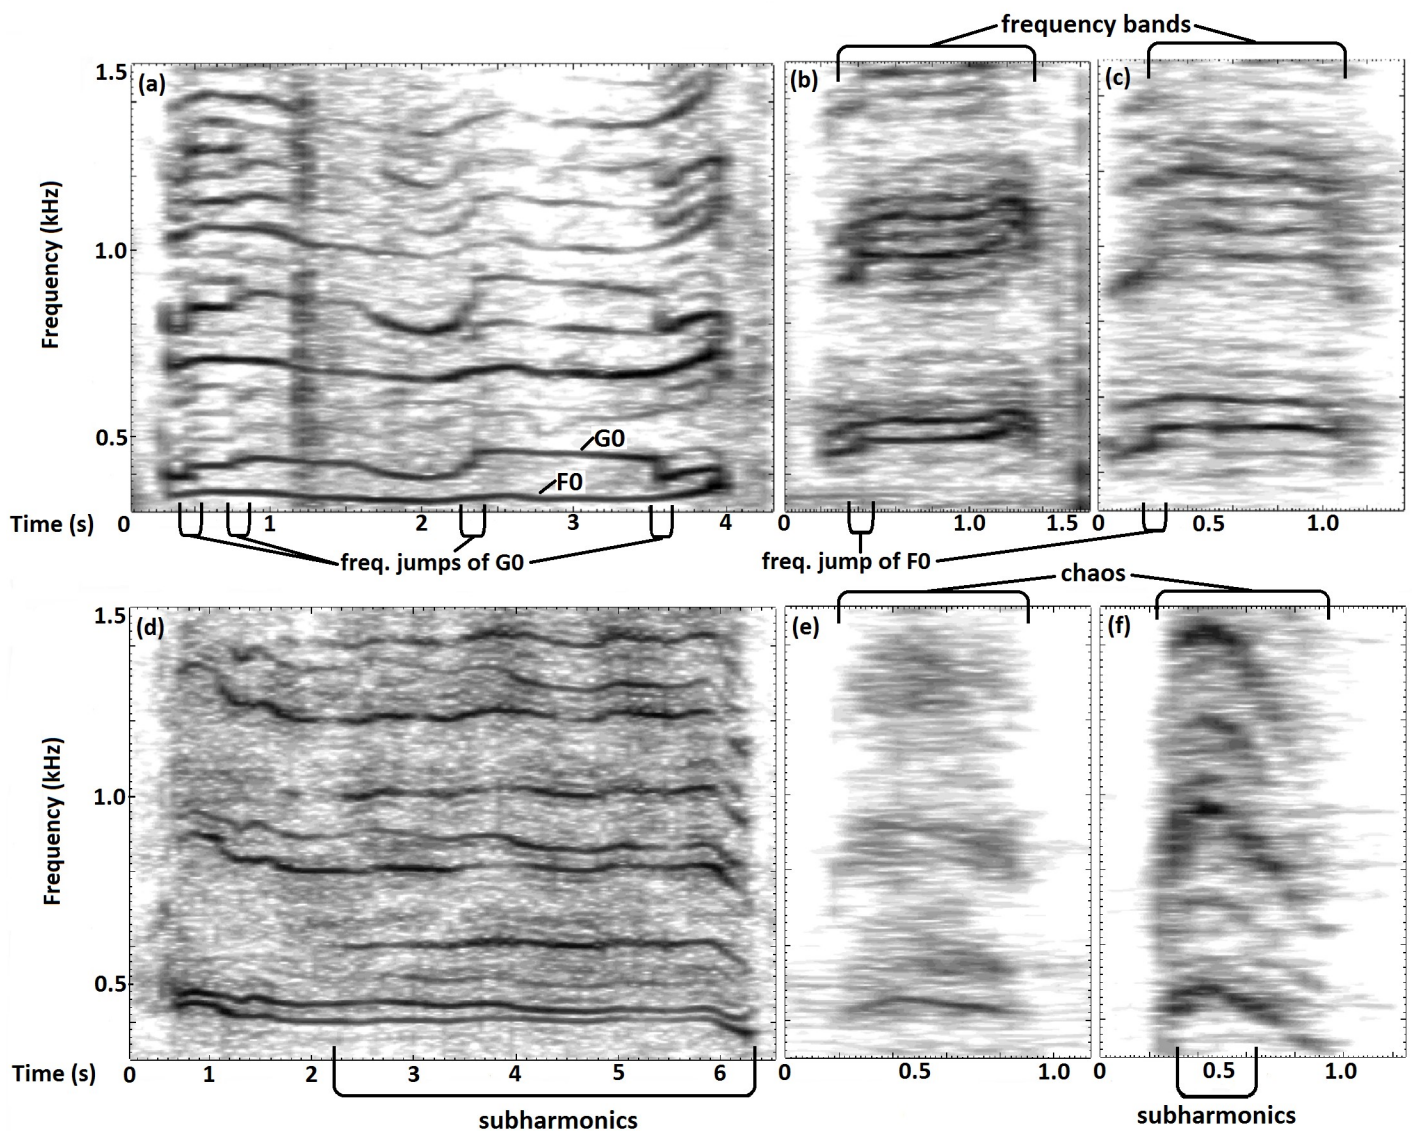 frequency bands
(a) (b) (c)
1.5
1.0
0.5
Frequency (kHz)
G0
F0
Time (s) 0 1 2 3 4 0 1.0 1.5 0 0.5 1.0
freq. jumps of G0 freq. jump of F0
chaos
(d) (e) (f)
1.5
1.0
0.5
Frequency (kHz)
Time (s) 0 1 2 3 4 5 6 0 0.5 1.0 0 0.5 1.0
subharmonics subharmonics